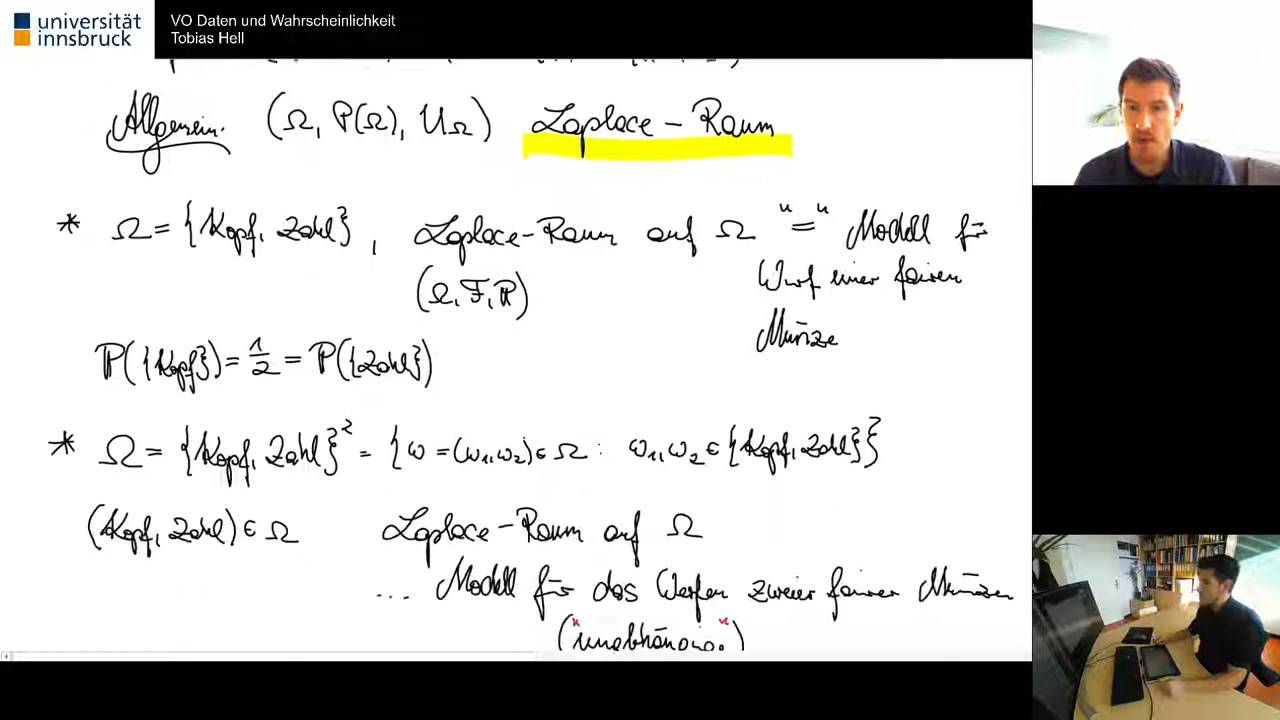 universität
innsbruck
VO Daten und Wahrscheinlichkeit
Tobias Hell
Allgemein: (Ω, P(Ω), UΩ) Laplace-Raum
* Ω = {Kopf, Zahl}, Laplace-Raum auf Ω "=" Modell für
(Ω, F, P) Wurf einer fairen
Münze
P({Kopf}) = 1/2 = P({Zahl})
* Ω = {Kopf, Zahl}² = {ω = (ω₁, ω₂) ∈ Ω : ω₁, ω₂ ∈ {Kopf, Zahl}}
(Kopf, Zahl) ∈ Ω Laplace-Raum auf Ω
... Modell für das Werfen zweier fairer Münzen
("unabhängig")